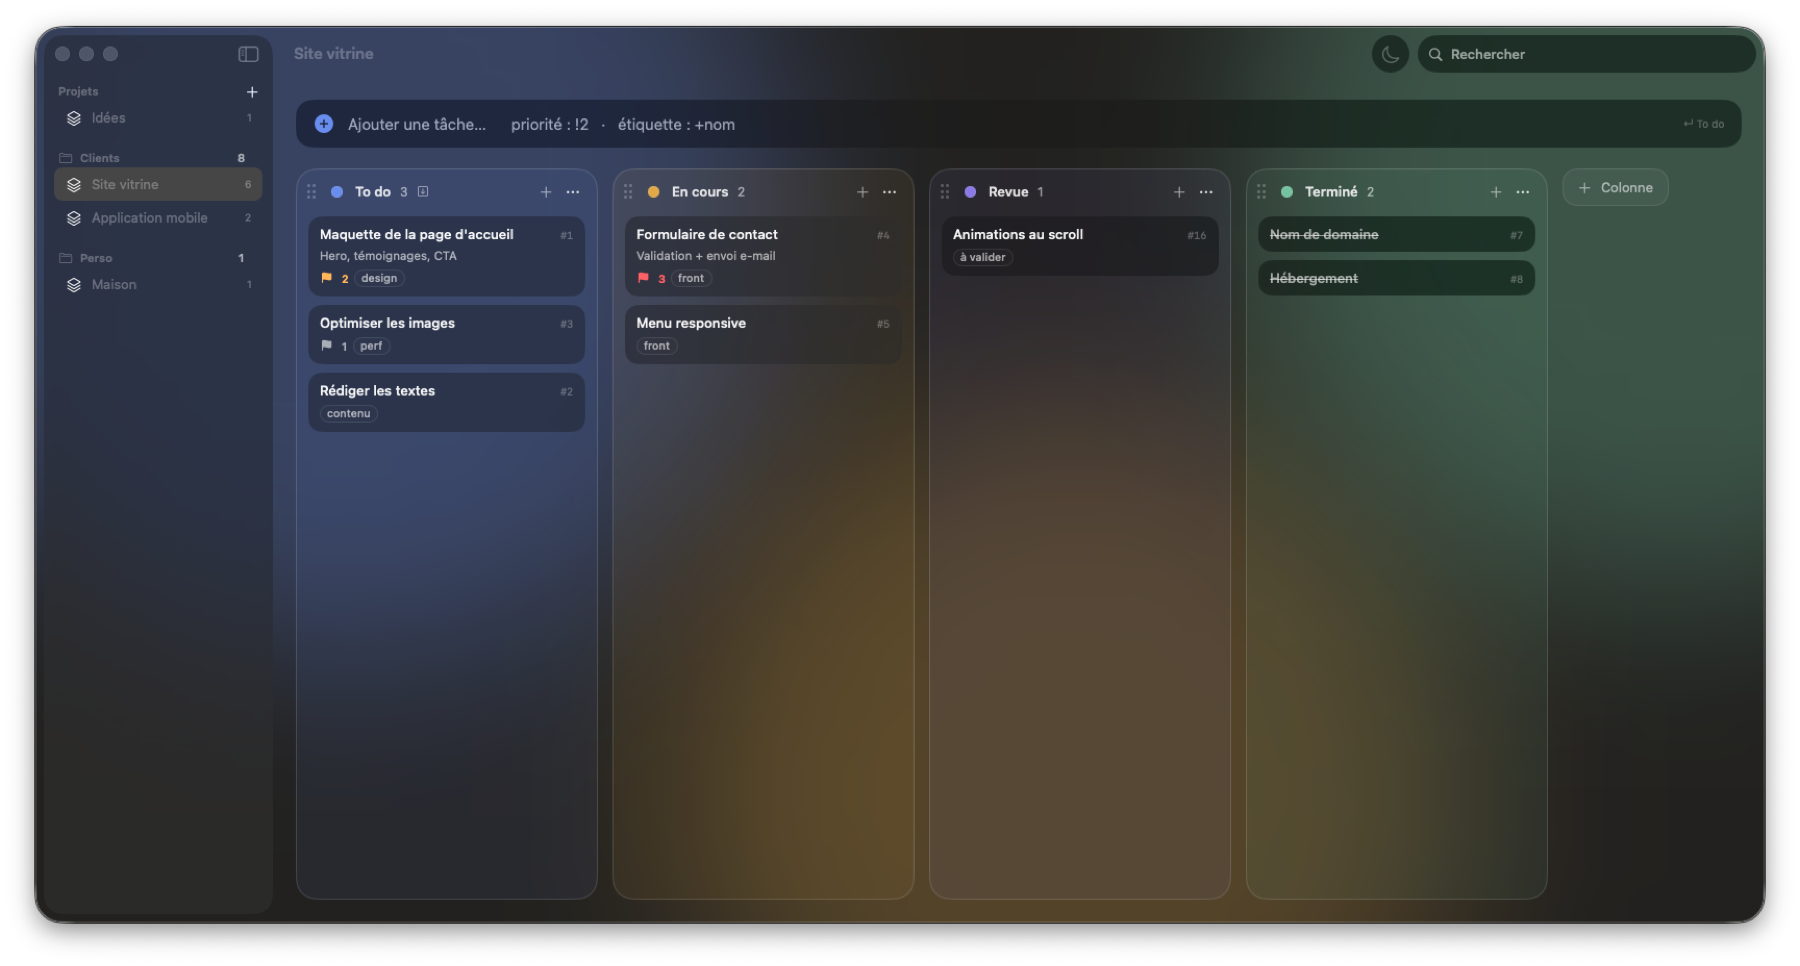 Site vitrine
Rechercher
Projets
Idées 1
Clients 8
Site vitrine 6
Application mobile 2
Perso 1
Maison 1
Ajouter une tâche... priorité : !2 · étiquette : +nom
To do
To do 3
Maquette de la page d'accueil #1
Hero, témoignages, CTA
2 design
Optimiser les images #3
1 perf
Rédiger les textes #2
contenu
En cours 2
Formulaire de contact #4
Validation + envoi e-mail
3 front
Menu responsive #5
front
Revue 1
Animations au scroll #16
à valider
Terminé 2
Nom de domaine #7
Hébergement #8
Colonne